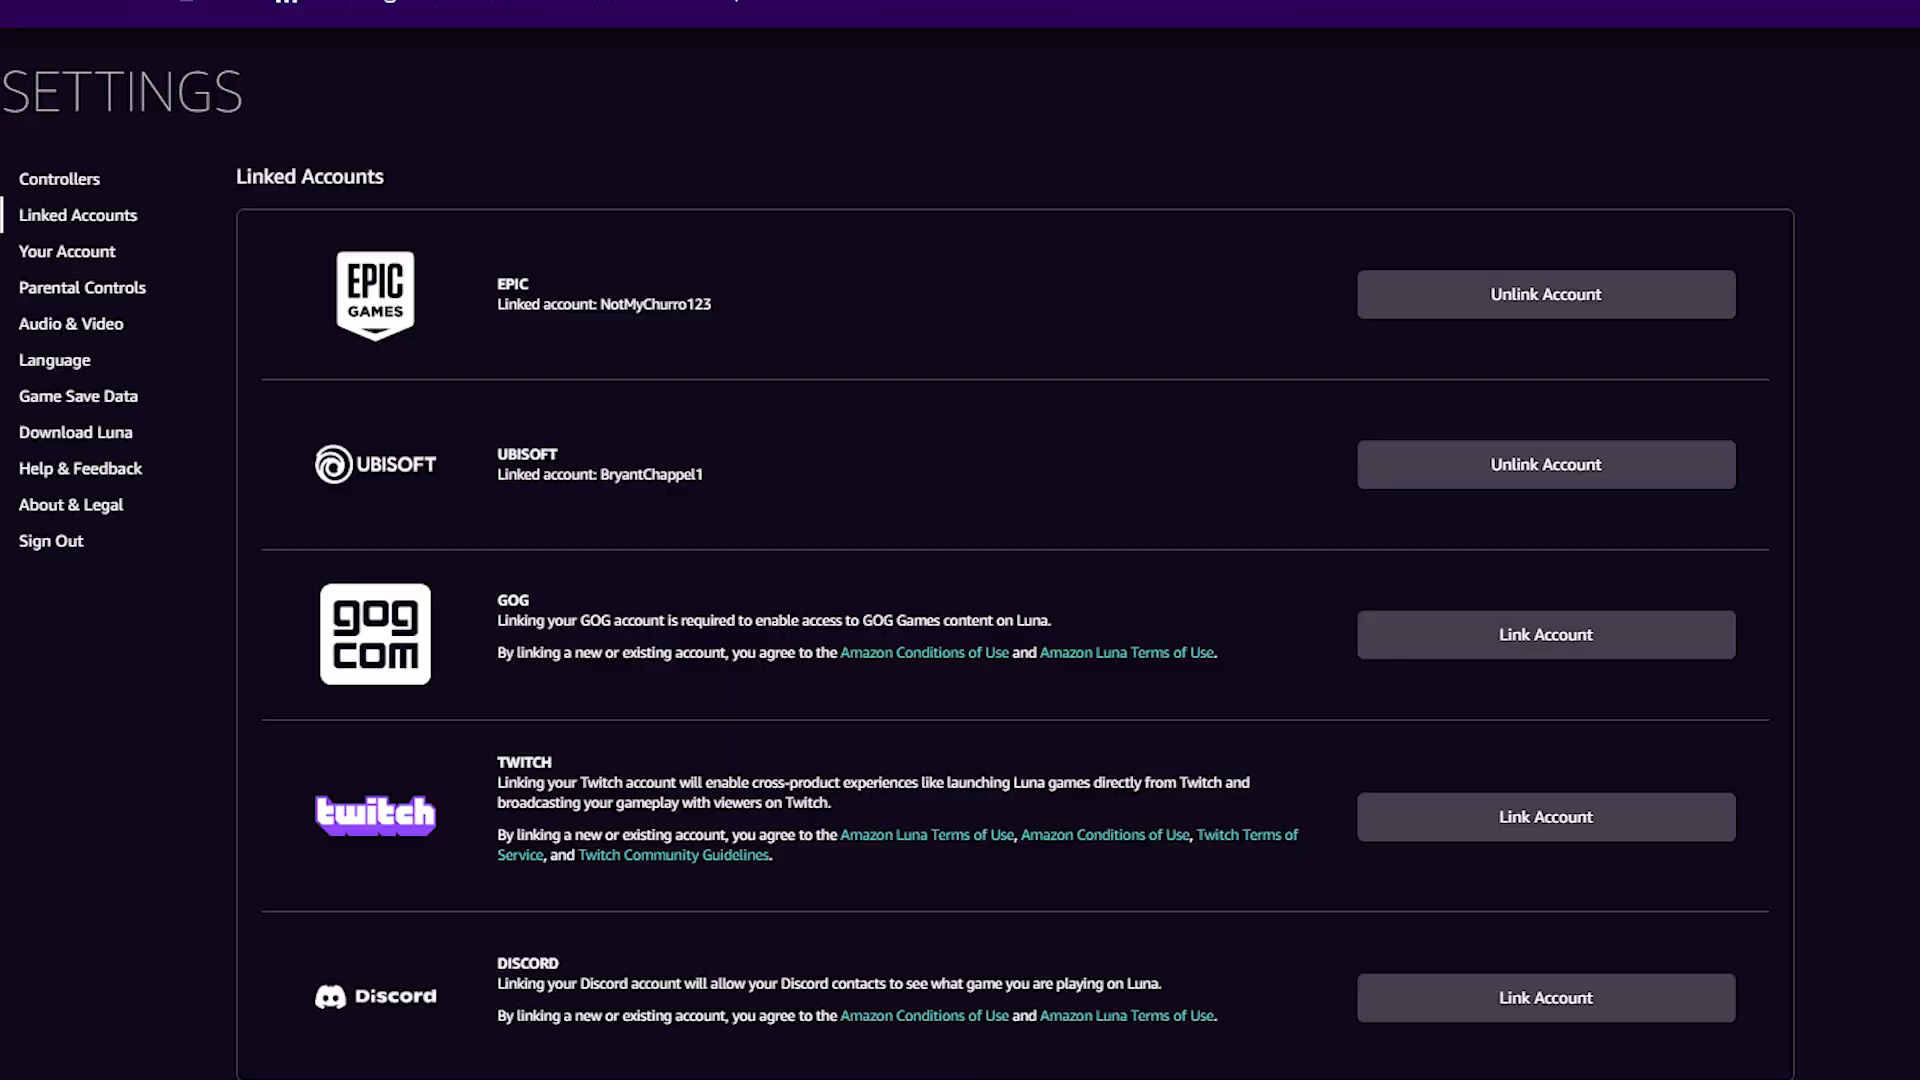 SETTINGS
Controllers
Linked Accounts
Your Account
Parental Controls
Audio & Video
Language
Game Save Data
Download Luna
Help & Feedback
About & Legal
Sign Out
Linked Accounts
EPIC
GAMES
EPIC
Linked account: NotMyChurro123
Unlink Account
UBISOFT
UBISOFT
Linked account: BryantChappel1
Unlink Account
gog
com
GOG
Linking your GOG account is required to enable access to GOG Games content on Luna.
By linking a new or existing account, you agree to the Amazon Conditions of Use and Amazon Luna Terms of Use.
Link Account
twitch
TWITCH
Linking your Twitch account will enable cross-product experiences like launching Luna games directly from Twitch and
broadcasting your gameplay with viewers on Twitch.
By linking a new or existing account, you agree to the Amazon Luna Terms of Use, Amazon Conditions of Use, Twitch Terms of
Service, and Twitch Community Guidelines.
Link Account
Discord
DISCORD
Linking your Discord account will allow your Discord contacts to see what game you are playing on Luna.
By linking a new or existing account, you agree to the Amazon Conditions of Use and Amazon Luna Terms of Use.
Link Account